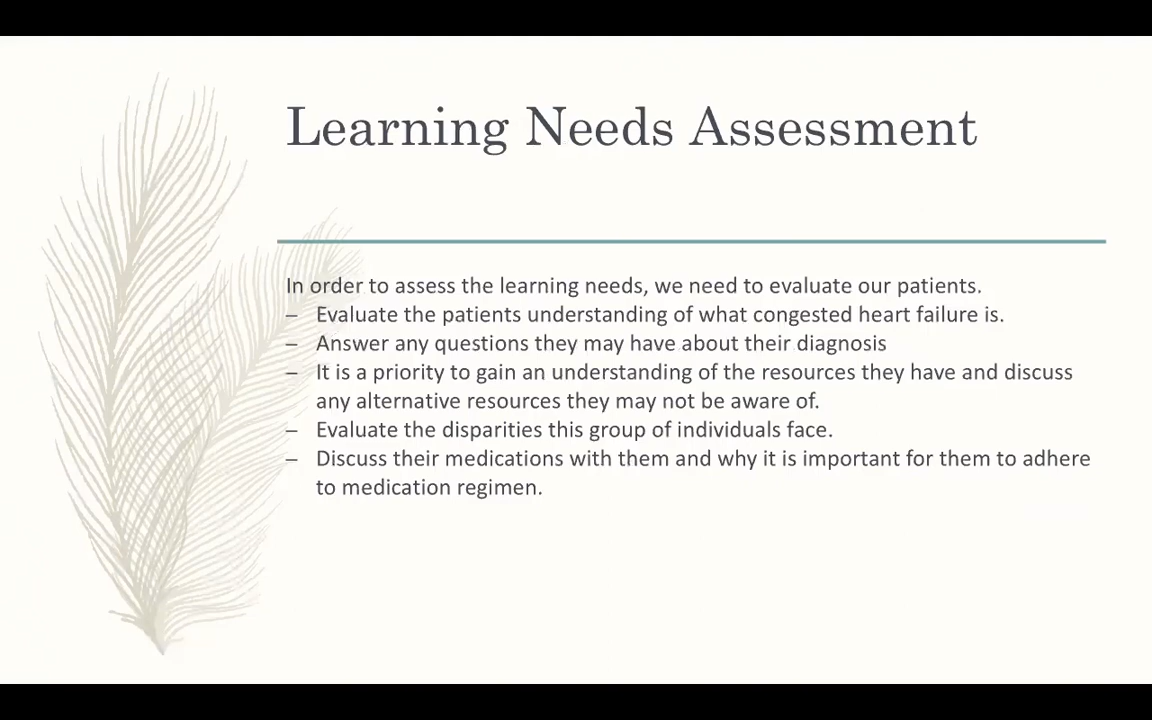 Learning Needs Assessment
In order to assess the learning needs, we need to evaluate our patients.
– Evaluate the patients understanding of what congested heart failure is.
– Answer any questions they may have about their diagnosis
– It is a priority to gain an understanding of the resources they have and discuss
any alternative resources they may not be aware of.
– Evaluate the disparities this group of individuals face.
– Discuss their medications with them and why it is important for them to adhere
to medication regimen.